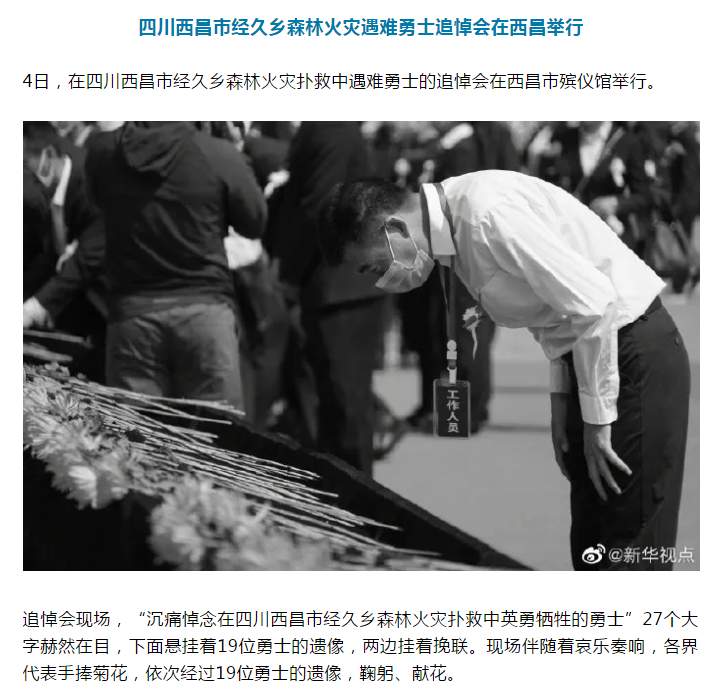 四川西昌市经久乡森林火灾遇难勇士追悼会在西昌举行
4日，在四川西昌市经久乡森林火灾扑救中遇难勇士的追悼会在西昌市殡仪馆举行。
工作人员
@新华视点
追悼会现场，“沉痛悼念在四川西昌市经久乡森林火灾扑救中英勇牺牲的勇士”27个大
字赫然在目，下面悬挂着19位勇士的遗像，两边挂着挽联。现场伴随着哀乐奏响，各界
代表手捧菊花，依次经过19位勇士的遗像，鞠躬、献花。